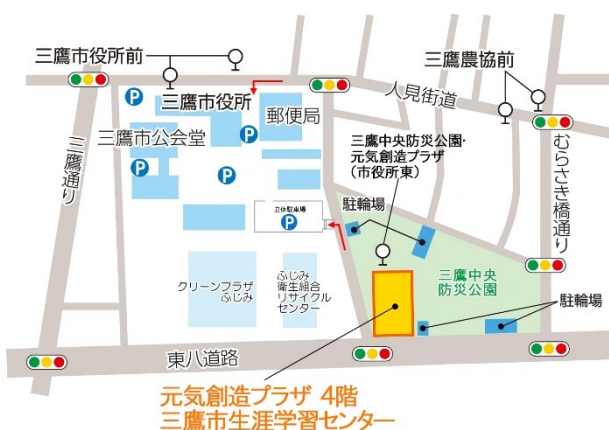 三鷹市役所前
三鷹農協前
三鷹市役所
人見街道
P
郵便局
三鷹市公会堂
P
三鷹中央防災公園・
元気創造プラザ
(市役所東)
むらさき橋通り
三鷹通り
P
P
駐輪場
立体駐車場
P
クリーンプラザ
ふじみ
ふじみ
衛生組合
リサイクル
センター
三鷹中央
防災公園
駐輪場
東八道路
元気創造プラザ 4階
三鷹市生涯学習センター